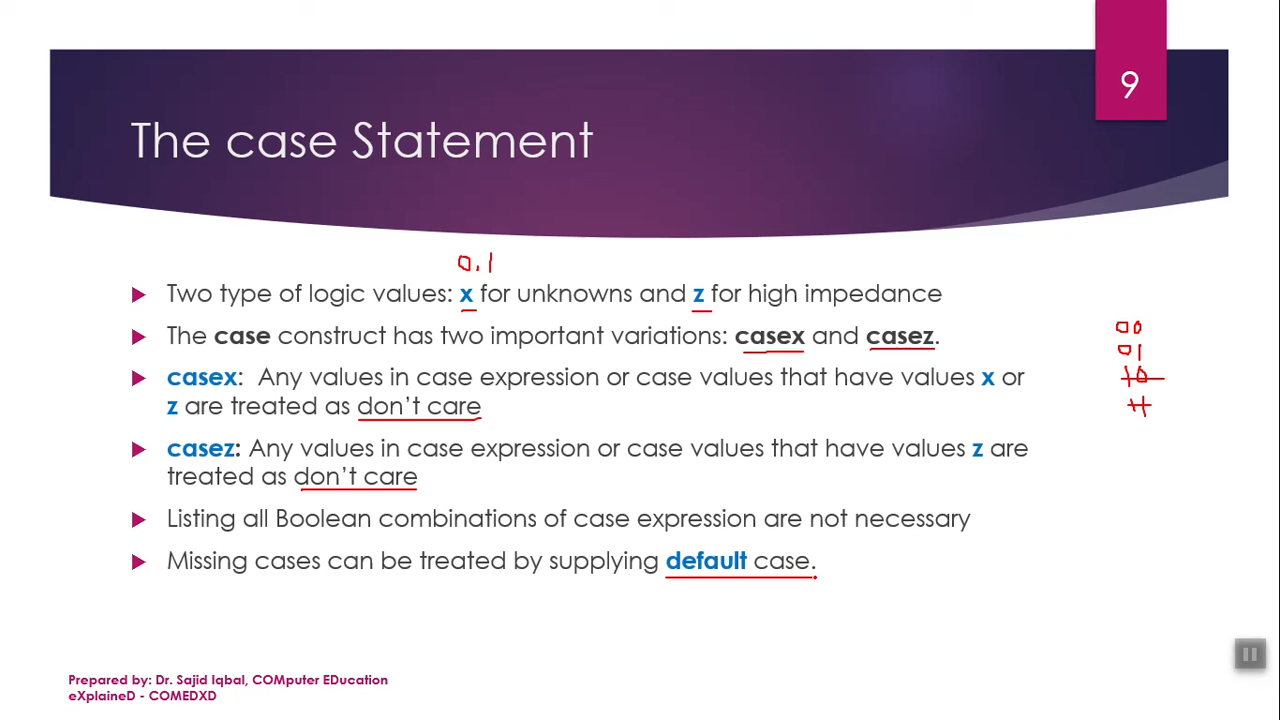 9
The case Statement
0.1
Two type of logic values: x for unknowns and z for high impedance
The case construct has two important variations: casex and casez.
casex: Any values in case expression or case values that have values x or
z are treated as don't care
casez: Any values in case expression or case values that have values z are
treated as don't care
Listing all Boolean combinations of case expression are not necessary
Missing cases can be treated by supplying default case.
00
01
10
11
Prepared by: Dr. Sajid Iqbal, COMputer EDucation
eXplaineD - COMEDXD